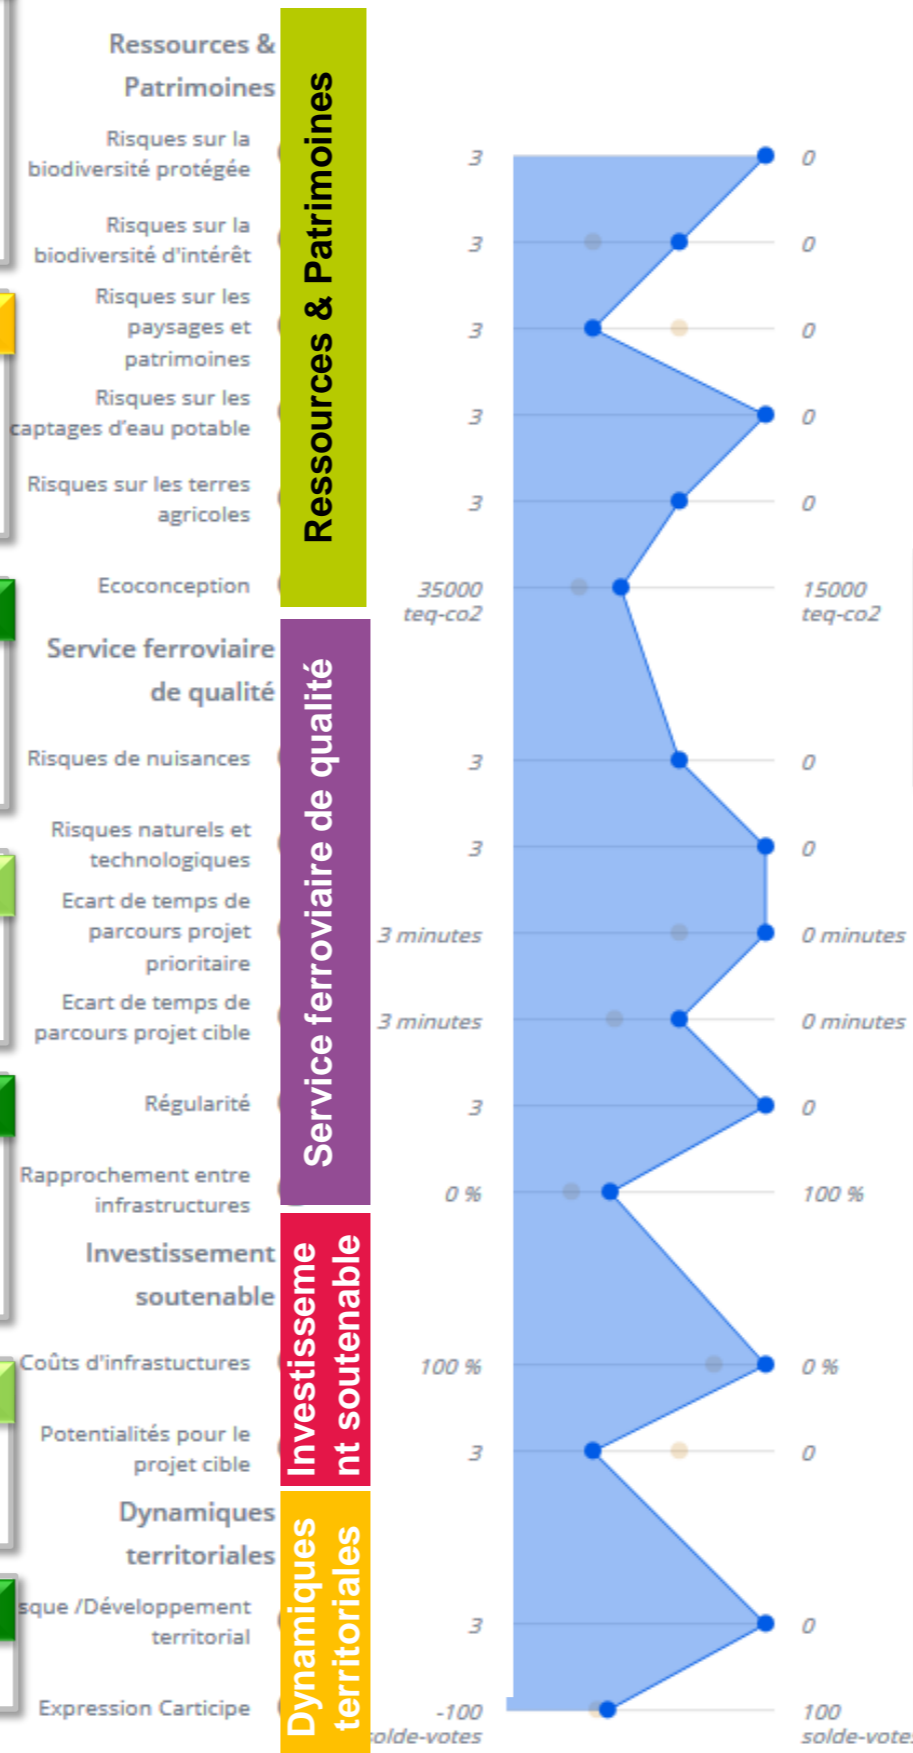 Ressources &
Patrimoines
Ressources & Patrimoines
Risques sur la
biodiversité protégée
3
0
Risques sur la
biodiversité d'intérêt
3
0
Risques sur les
paysages et
patrimoines
3
0
Risques sur les
captages d'eau potable
3
0
Risques sur les terres
agricoles
3
0
Ecoconception
35000
teq-co2
15000
teq-co2
Service ferroviaire
de qualité
Service ferroviaire de qualité
Risques de nuisances
3
0
Risques naturels et
technologiques
3
0
Ecart de temps de
parcours projet
prioritaire
3 minutes
0 minutes
Ecart de temps de
parcours projet cible
3 minutes
0 minutes
Régularité
3
0
Rapprochement entre
infrastructures
0 %
100 %
Investissement
soutenable
Investisseme
nt soutenable
Coûts d'infrastuctures
100 %
0 %
Potentialités pour le
projet cible
3
0
Dynamiques
territoriales
Dynamiques
territoriales
sque /Développement
territorial
3
0
Expression Carticipe
-100
solde-votes
100
solde-votes